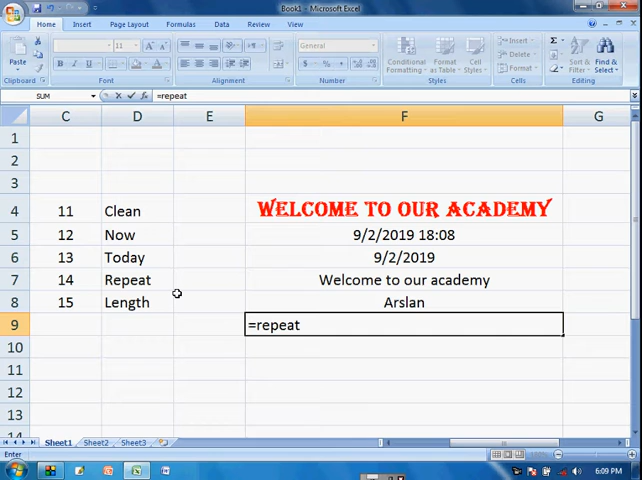 Book1 - Microsoft Excel
Home Insert Page Layout Formulas Data Review View
Paste
11
General
Conditional Formatting
Format as Table
Cell Styles
Insert
Delete
Format
Sort & Filter
Find & Select
Clipboard Font Alignment Number Styles Cells Editing
SUM =repeat
C D E F G
1
2
3
4 11 Clean WELCOME TO OUR ACADEMY
5 12 Now 9/2/2019 18:08
6 13 Today 9/2/2019
7 14 Repeat Welcome to our academy
8 15 Length Arslan
9 =repeat
10
11
12
13
14
Sheet1 Sheet2 Sheet3
Enter
6:09 PM